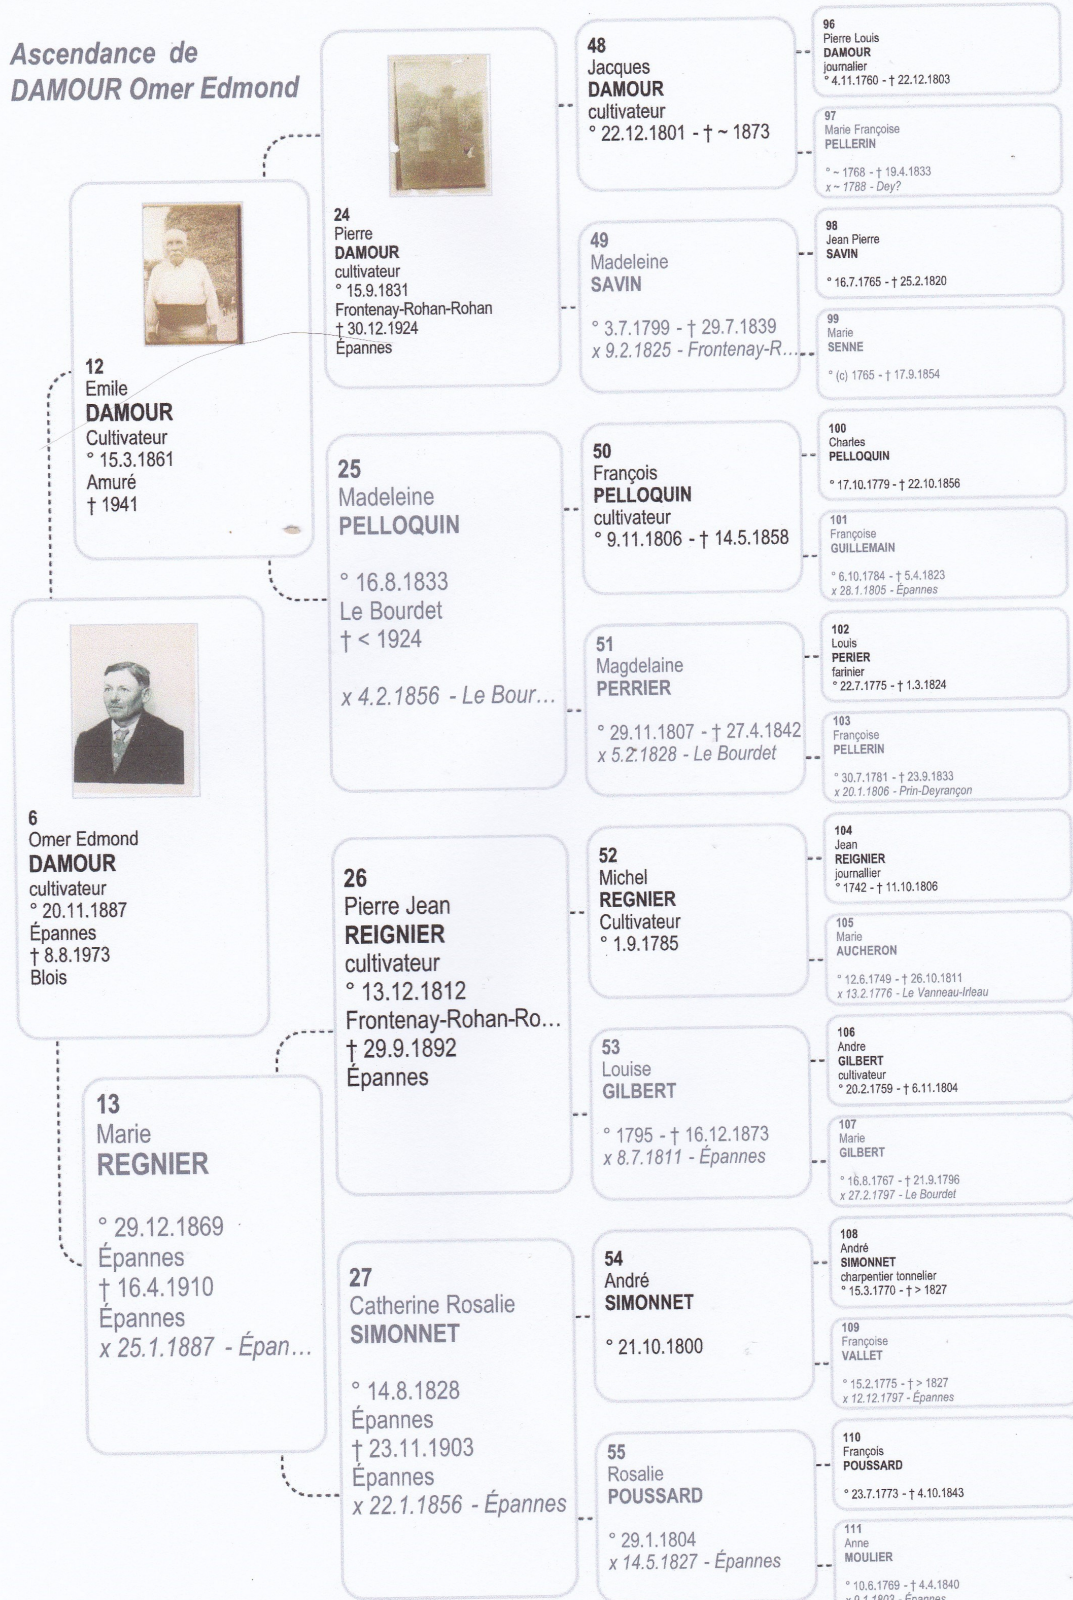 Ascendance de
DAMOUR Omer Edmond
6
Omer Edmond
DAMOUR
cultivateur
° 20.11.1887
Épannes
† 8.8.1973
Blois
12
Emile
DAMOUR
Cultivateur
° 15.3.1861
Amuré
† 1941
13
Marie
REGNIER
° 29.12.1869
Épannes
† 16.4.1910
Épannes
x 25.1.1887 - Épan...
24
Pierre
DAMOUR
cultivateur
° 15.9.1831
Frontenay-Rohan-Rohan
† 30.12.1924
Épannes
25
Madeleine
PELLOQUIN
° 16.8.1833
Le Bourdet
† < 1924
x 4.2.1856 - Le Bour...
26
Pierre Jean
REIGNIER
cultivateur
° 13.12.1812
Frontenay-Rohan-Ro...
† 29.9.1892
Épannes
27
Catherine Rosalie
SIMONNET
° 14.8.1828
Épannes
† 23.11.1903
Épannes
x 22.1.1856 - Épannes
48
Jacques
DAMOUR
cultivateur
° 22.12.1801 - † ~ 1873
49
Madeleine
SAVIN
° 3.7.1799 - † 29.7.1839
x 9.2.1825 - Frontenay-R...
50
François
PELLOQUIN
cultivateur
° 9.11.1806 - † 14.5.1858
51
Magdelaine
PERRIER
° 29.11.1807 - † 27.4.1842
x 5.2.1828 - Le Bourdet
52
Michel
REGNIER
Cultivateur
° 1.9.1785
53
Louise
GILBERT
° 1795 - † 16.12.1873
x 8.7.1811 - Épannes
54
André
SIMONNET
° 21.10.1800
55
Rosalie
POUSSARD
° 29.1.1804
x 14.5.1827 - Épannes
96
Pierre Louis
DAMOUR
journalier
° 4.11.1760 - † 22.12.1803
97
Marie Françoise
PELLERIN
° ~ 1768 - † 19.4.1833
x ~ 1788 - Dey?
98
Jean Pierre
SAVIN
° 16.7.1765 - † 25.2.1820
99
Marie
SENNE
° (c) 1765 - † 17.9.1854
100
Charles
PELLOQUIN
° 17.10.1779 - † 22.10.1856
101
Françoise
GUILLEMAIN
° 6.10.1784 - † 5.4.1823
x 28.1.1805 - Épannes
102
Louis
PERIER
farinier
° 22.7.1775 - † 1.3.1824
103
Françoise
PELLERIN
° 30.7.1781 - † 23.9.1833
x 20.1.1806 - Prin-Deyrançon
104
Jean
REIGNIER
journallier
° 1742 - † 11.10.1806
105
Marie
AUCHERON
° 12.6.1749 - † 26.10.1811
x 13.2.1776 - Le Vanneau-Irleau
106
Andre
GILBERT
cultivateur
° 20.2.1759 - † 6.11.1804
107
Marie
GILBERT
° 16.8.1767 - † 21.9.1796
x 27.2.1797 - Le Bourdet
108
André
SIMONNET
charpentier tonnelier
° 15.3.1770 - † > 1827
109
Françoise
VALLET
° 15.2.1775 - † > 1827
x 12.12.1797 - Épannes
110
François
POUSSARD
° 23.7.1773 - † 4.10.1843
111
Anne
MOULIER
° 10.6.1769 - † 4.4.1840
x 9.1.1803 - Épannes